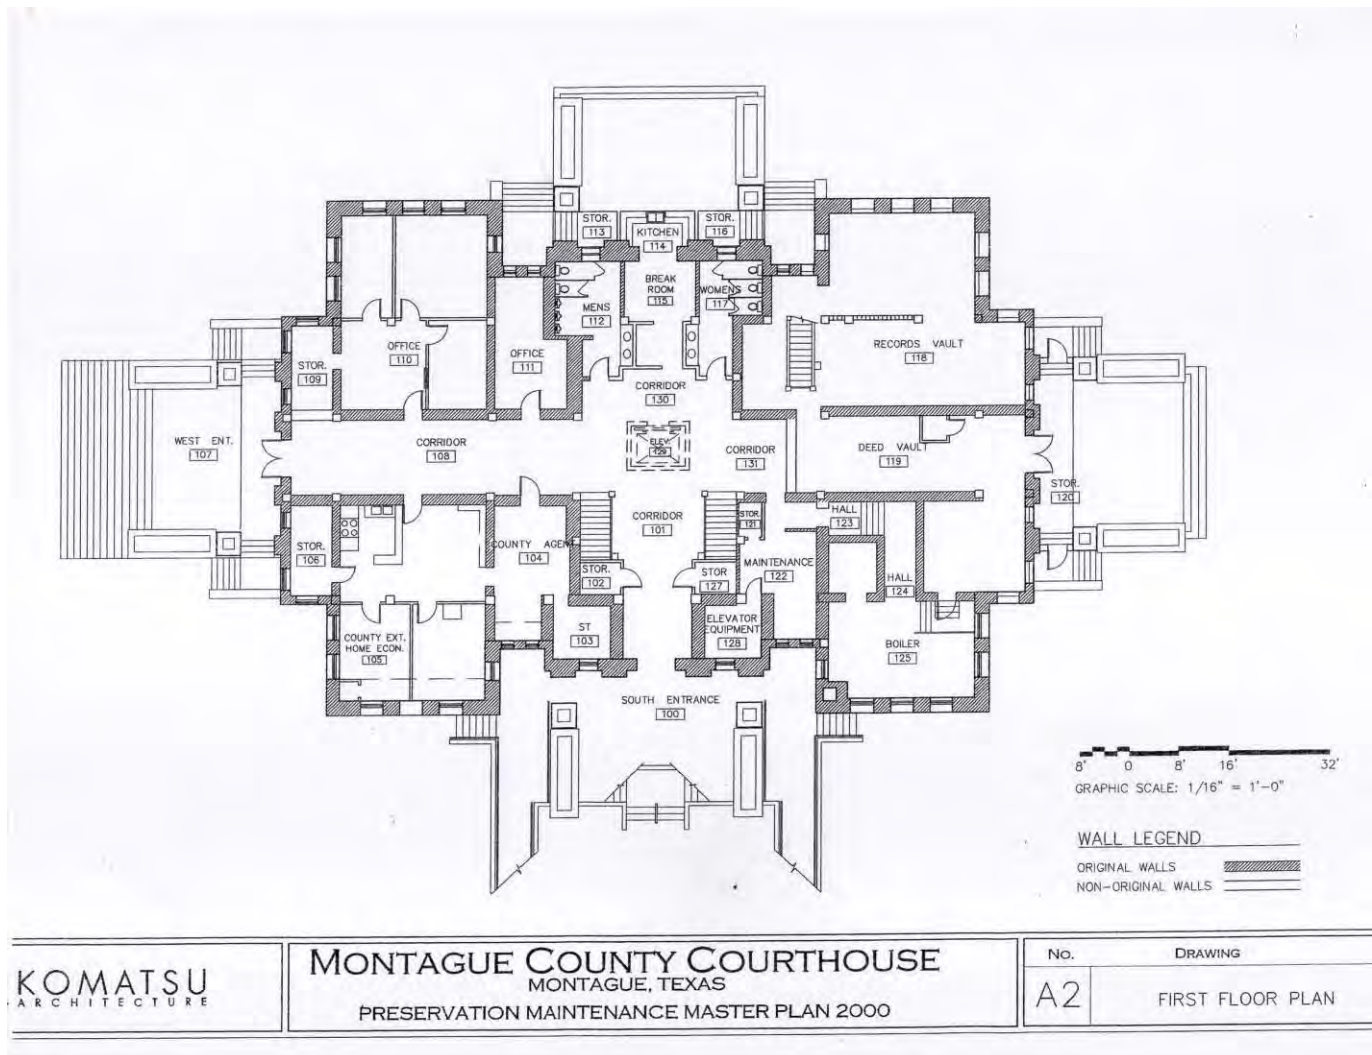 STOR.
113
KITCHEN
114
STOR.
116
BREAK
ROOM
115
MENS
112
WOMENS
117
OFFICE
110
OFFICE
111
STOR.
109
RECORDS VAULT
118
CORRIDOR
130
WEST ENT.
107
CORRIDOR
108
ELEV.
129
CORRIDOR
131
DEED VAULT
119
STOR.
120
CORRIDOR
101
STOR.
121
HALL
123
STOR.
106
COUNTY AGENT
104
STOR.
102
STOR
127
MAINTENANCE
122
HALL
124
COUNTY EXT.
HOME ECON.
105
ST
103
ELEVATOR
EQUIPMENT
128
BOILER
125
SOUTH ENTRANCE
100
8' 0 8' 16' 32'
GRAPHIC SCALE: 1/16" = 1'-0"
WALL LEGEND
ORIGINAL WALLS
NON-ORIGINAL WALLS
KOMATSU
ARCHITECTURE
MONTAGUE COUNTY COURTHOUSE
MONTAGUE, TEXAS
PRESERVATION MAINTENANCE MASTER PLAN 2000
No. DRAWING
A2 FIRST FLOOR PLAN